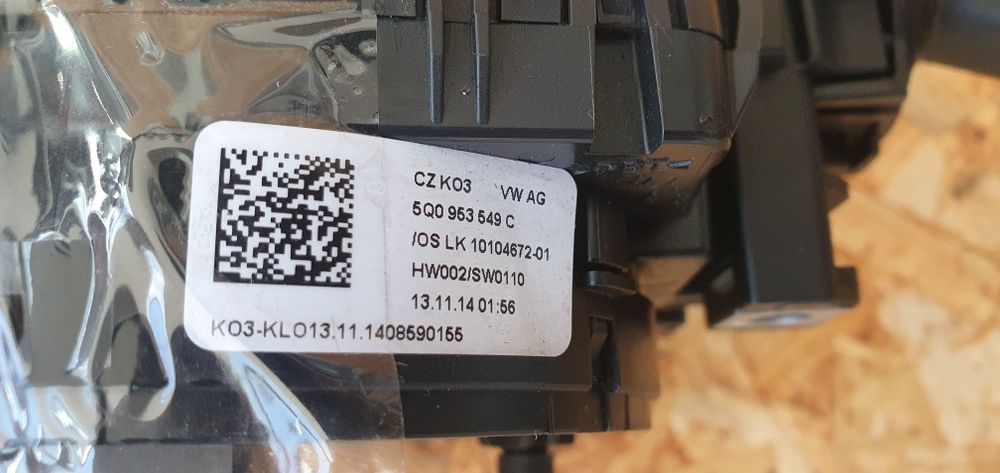 CZ K03 VW AG
5Q0 953 549 C
/OS LK 10104672-01
HW002/SW0110
13.11.14 01:56
K03-KLO13.11.1408590155